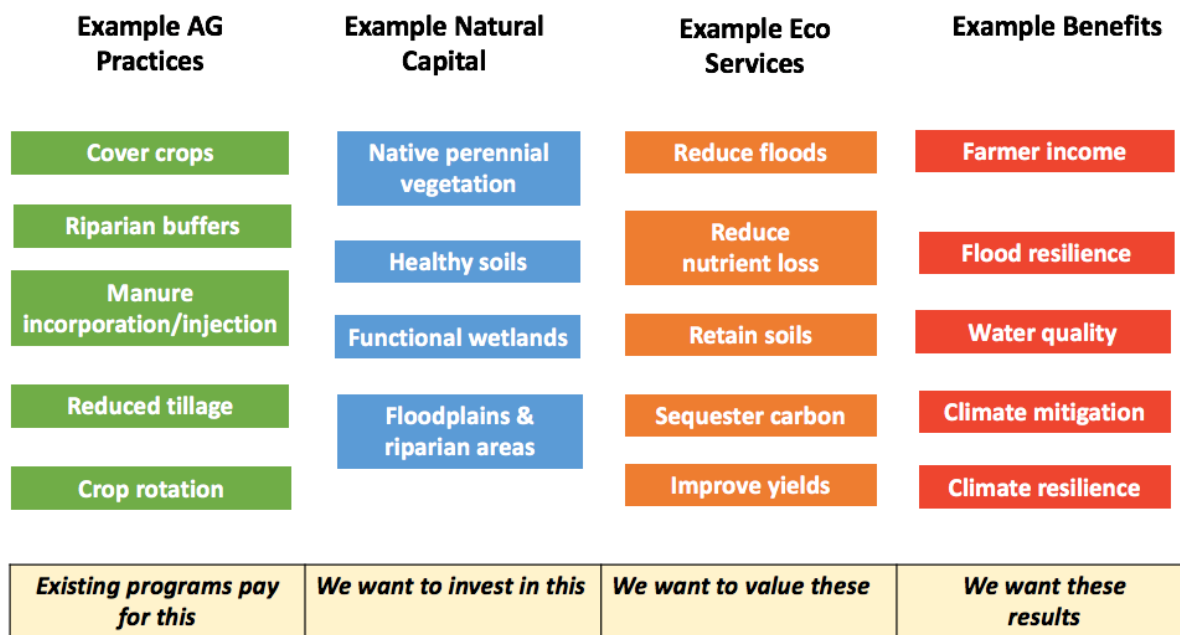 Example AG
Practices
Example Natural
Capital
Example Eco
Services
Example Benefits
Cover crops
Riparian buffers
Manure
incorporation/injection
Reduced tillage
Crop rotation
Native perennial
vegetation
Healthy soils
Functional wetlands
Floodplains &
riparian areas
Reduce floods
Reduce
nutrient loss
Retain soils
Sequester carbon
Improve yields
Farmer income
Flood resilience
Water quality
Climate mitigation
Climate resilience
Existing programs pay
for this
We want to invest in this
We want to value these
We want these
results